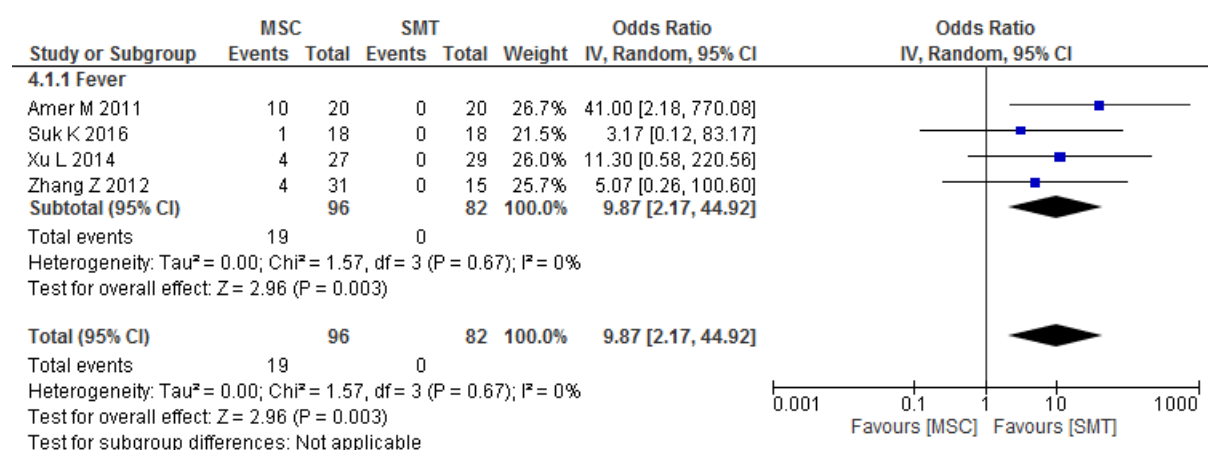 MSC SMT Odds Ratio Odds Ratio
Study or Subgroup Events Total Events Total Weight IV, Random, 95% CI IV, Random, 95% CI
4.1.1 Fever
Amer M 2011 10 20 0 20 26.7% 41.00 [2.18, 770.08]
Suk K 2016 1 18 0 18 21.5% 3.17 [0.12, 83.17]
Xu L 2014 4 27 0 29 26.0% 11.30 [0.58, 220.56]
Zhang Z 2012 4 31 0 15 25.7% 5.07 [0.26, 100.60]
Subtotal (95% CI) 96 82 100.0% 9.87 [2.17, 44.92]
Total events 19 0
Heterogeneity: Tau² = 0.00; Chi² = 1.57, df = 3 (P = 0.67); I² = 0%
Test for overall effect: Z = 2.96 (P = 0.003)
Total (95% CI) 96 82 100.0% 9.87 [2.17, 44.92]
Total events 19 0
Heterogeneity: Tau² = 0.00; Chi² = 1.57, df = 3 (P = 0.67); I² = 0%
Test for overall effect: Z = 2.96 (P = 0.003)
Test for subgroup differences: Not applicable
0.001 0.1 1 10 1000
Favours [MSC] Favours [SMT]